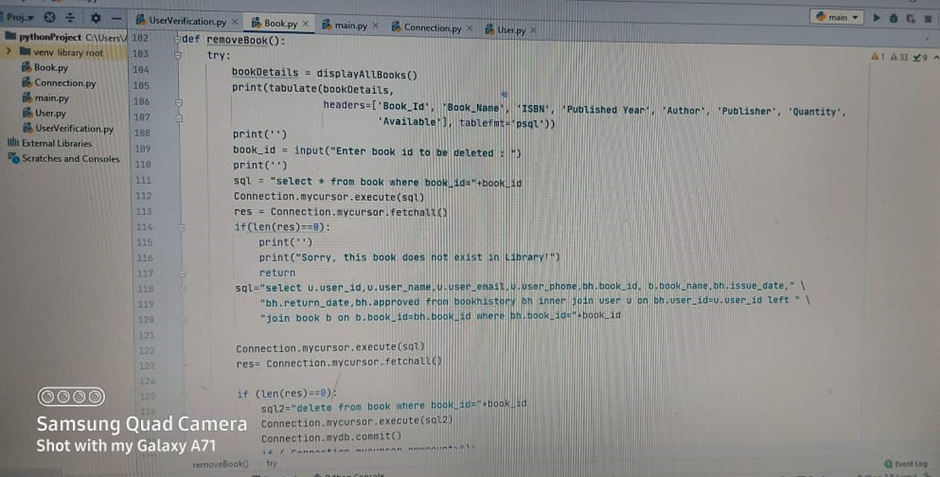 Proj..
UserVerification.py
Book.py
main.py
Connection.py
User.py
main
pythonProject C:\Users\
venv library root
Book.py
Connection.py
main.py
User.py
UserVerification.py
External Libraries
Scratches and Consoles
1 33 9
102 def removeBook():
103 try:
104 bookDetails = displayAllBooks()
105 print(tabulate(bookDetails,
106 headers=['Book_Id', 'Book_Name', 'ISBN', 'Published Year', 'Author', 'Publisher', 'Quantity',
107 'Available'], tablefmt='psql'))
108 print('')
109 book_id = input("Enter book id to be deleted : ")
110 print('')
111 sql = "select * from book where book_id="+book_id
112 Connection.mycursor.execute(sql)
113 res = Connection.mycursor.fetchall()
114 if(len(res)==0):
115 print('')
116 print("Sorry, this book does not exist in Library!")
117 return
118 sql="select u.user_id,u.user_name,u.user_email,u.user_phone,bh.book_id, b.book_name,bh.issue_date," \
119 "bh.return_date,bh.approved from bookhistory bh inner join user u on bh.user_id=u.user_id left " \
120 "join book b on b.book_id=bh.book_id where bh.book_id="+book_id
121
122 Connection.mycursor.execute(sql)
123 res= Connection.mycursor.fetchall()
124
125 if (len(res)==0):
126 sql2="delete from book where book_id="+book_id
Connection.mycursor.execute(sql2)
Connection.mydb.commit()
Samsung Quad Camera
Shot with my Galaxy A71
removeBook() try
Event Log
Python Console